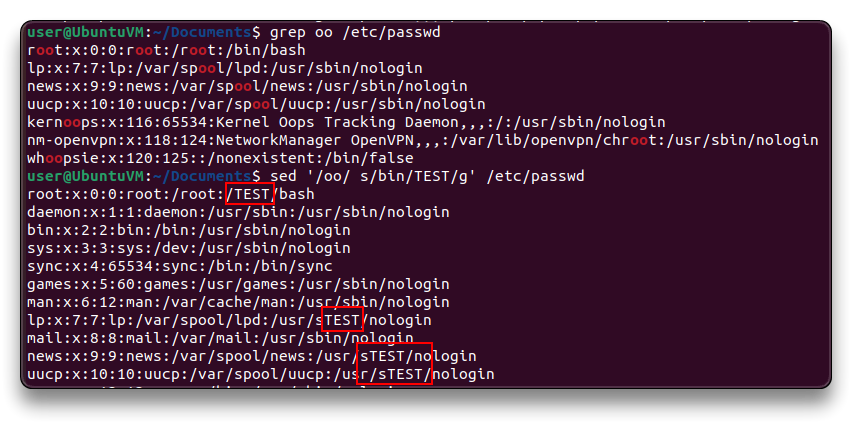 user@UbuntuVM:~/Documents$ grep oo /etc/passwd
root:x:0:0:root:/root:/bin/bash
lp:x:7:7:lp:/var/spool/lpd:/usr/sbin/nologin
news:x:9:9:news:/var/spool/news:/usr/sbin/nologin
uucp:x:10:10:uucp:/var/spool/uucp:/usr/sbin/nologin
kernoops:x:116:65534:Kernel Oops Tracking Daemon,,,:/:/usr/sbin/nologin
nm-openvpn:x:118:124:NetworkManager OpenVPN,,,:/var/lib/openvpn/chroot:/usr/sbin/nologin
whoopsie:x:120:125::/nonexistent:/bin/false
user@UbuntuVM:~/Documents$ sed '/oo/ s/bin/TEST/g' /etc/passwd
root:x:0:0:root:/root:/TEST/bash
daemon:x:1:1:daemon:/usr/sbin:/usr/sbin/nologin
bin:x:2:2:bin:/bin:/usr/sbin/nologin
sys:x:3:3:sys:/dev:/usr/sbin/nologin
sync:x:4:65534:sync:/bin:/bin/sync
games:x:5:60:games:/usr/games:/usr/sbin/nologin
man:x:6:12:man:/var/cache/man:/usr/sbin/nologin
lp:x:7:7:lp:/var/spool/lpd:/usr/sTEST/nologin
mail:x:8:8:mail:/var/mail:/usr/sbin/nologin
news:x:9:9:news:/var/spool/news:/usr/sTEST/nologin
uucp:x:10:10:uucp:/var/spool/uucp:/usr/sTEST/nologin